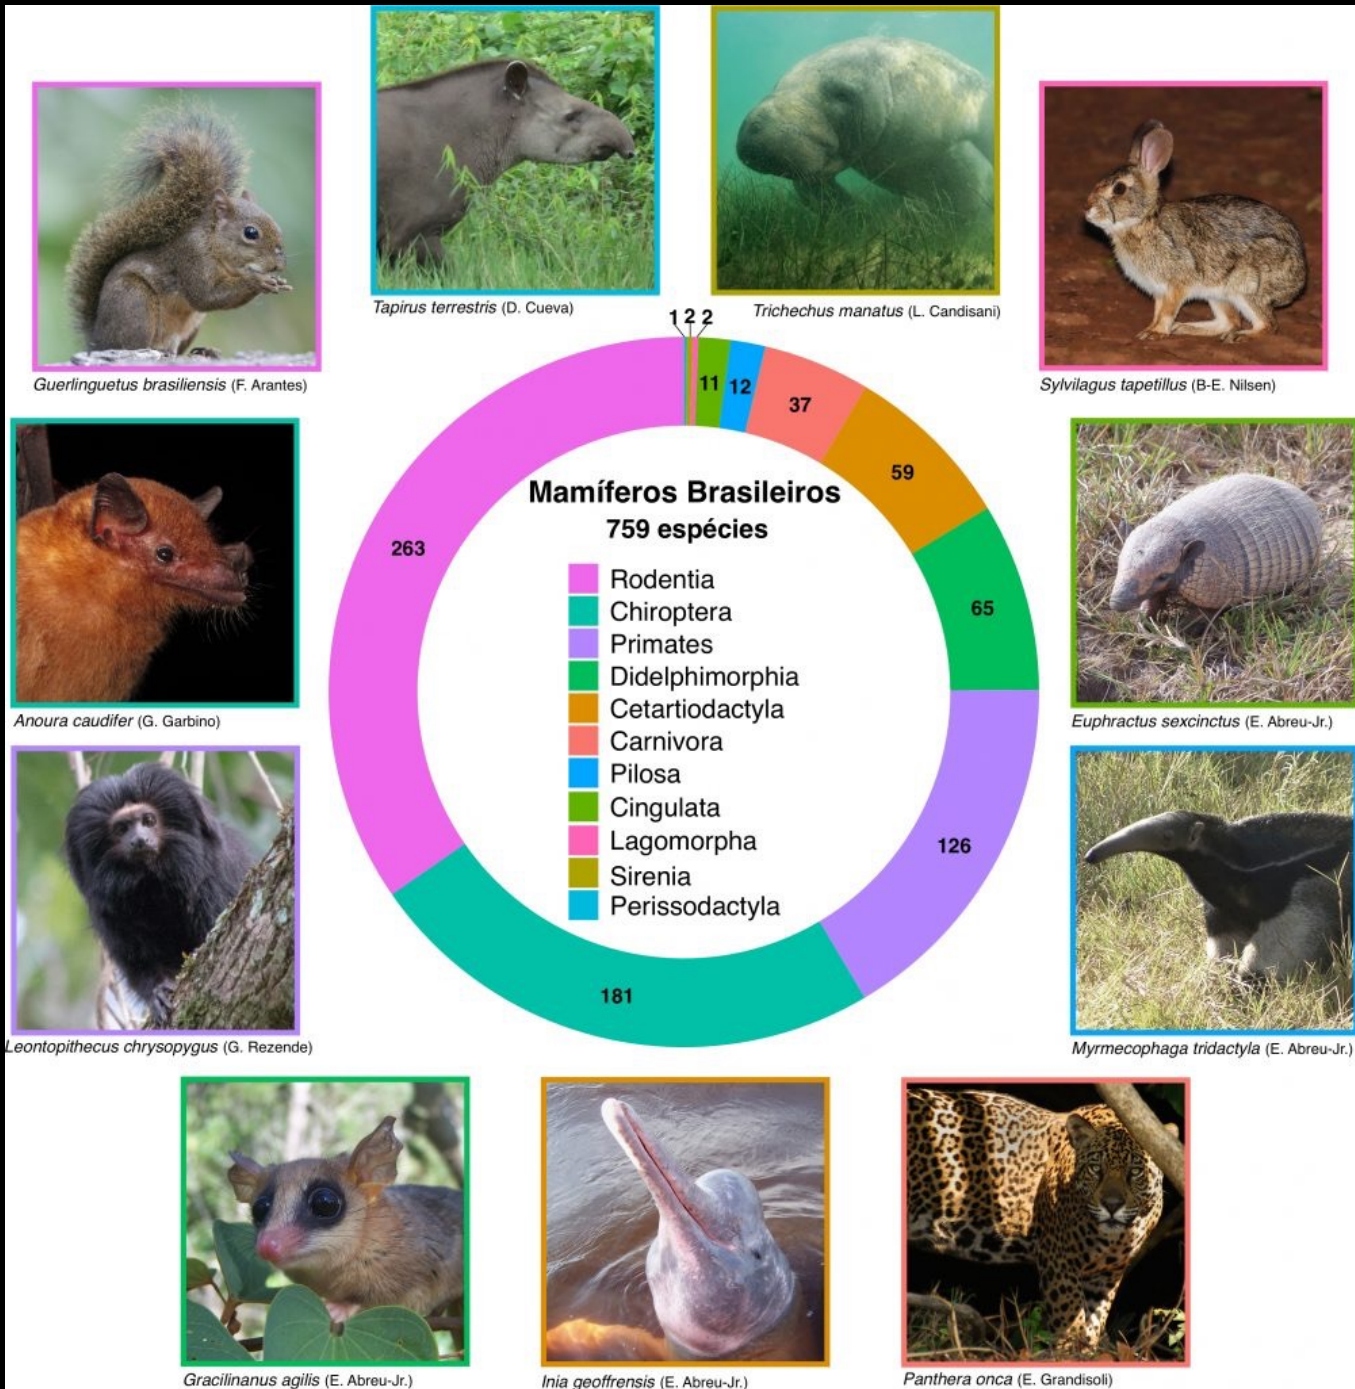 Tapirus terrestris (D. Cueva)
Trichechus manatus (L. Candisani)
Guerlinguetus brasiliensis (F. Arantes)
Sylvilagus tapetillus (B-E. Nilsen)
1 2 2
11
12
37
59
65
126
181
263
Mamíferos Brasileiros
759 espécies
Rodentia
Chiroptera
Primates
Didelphimorphia
Cetartiodactyla
Carnivora
Pilosa
Cingulata
Lagomorpha
Sirenia
Perissodactyla
Anoura caudifer (G. Garbino)
Euphractus sexcinctus (E. Abreu-Jr.)
Leontopithecus chrysopygus (G. Rezende)
Myrmecophaga tridactyla (E. Abreu-Jr.)
Gracilinanus agilis (E. Abreu-Jr.)
Inia geoffrensis (E. Abreu-Jr.)
Panthera onca (E. Grandisoli)